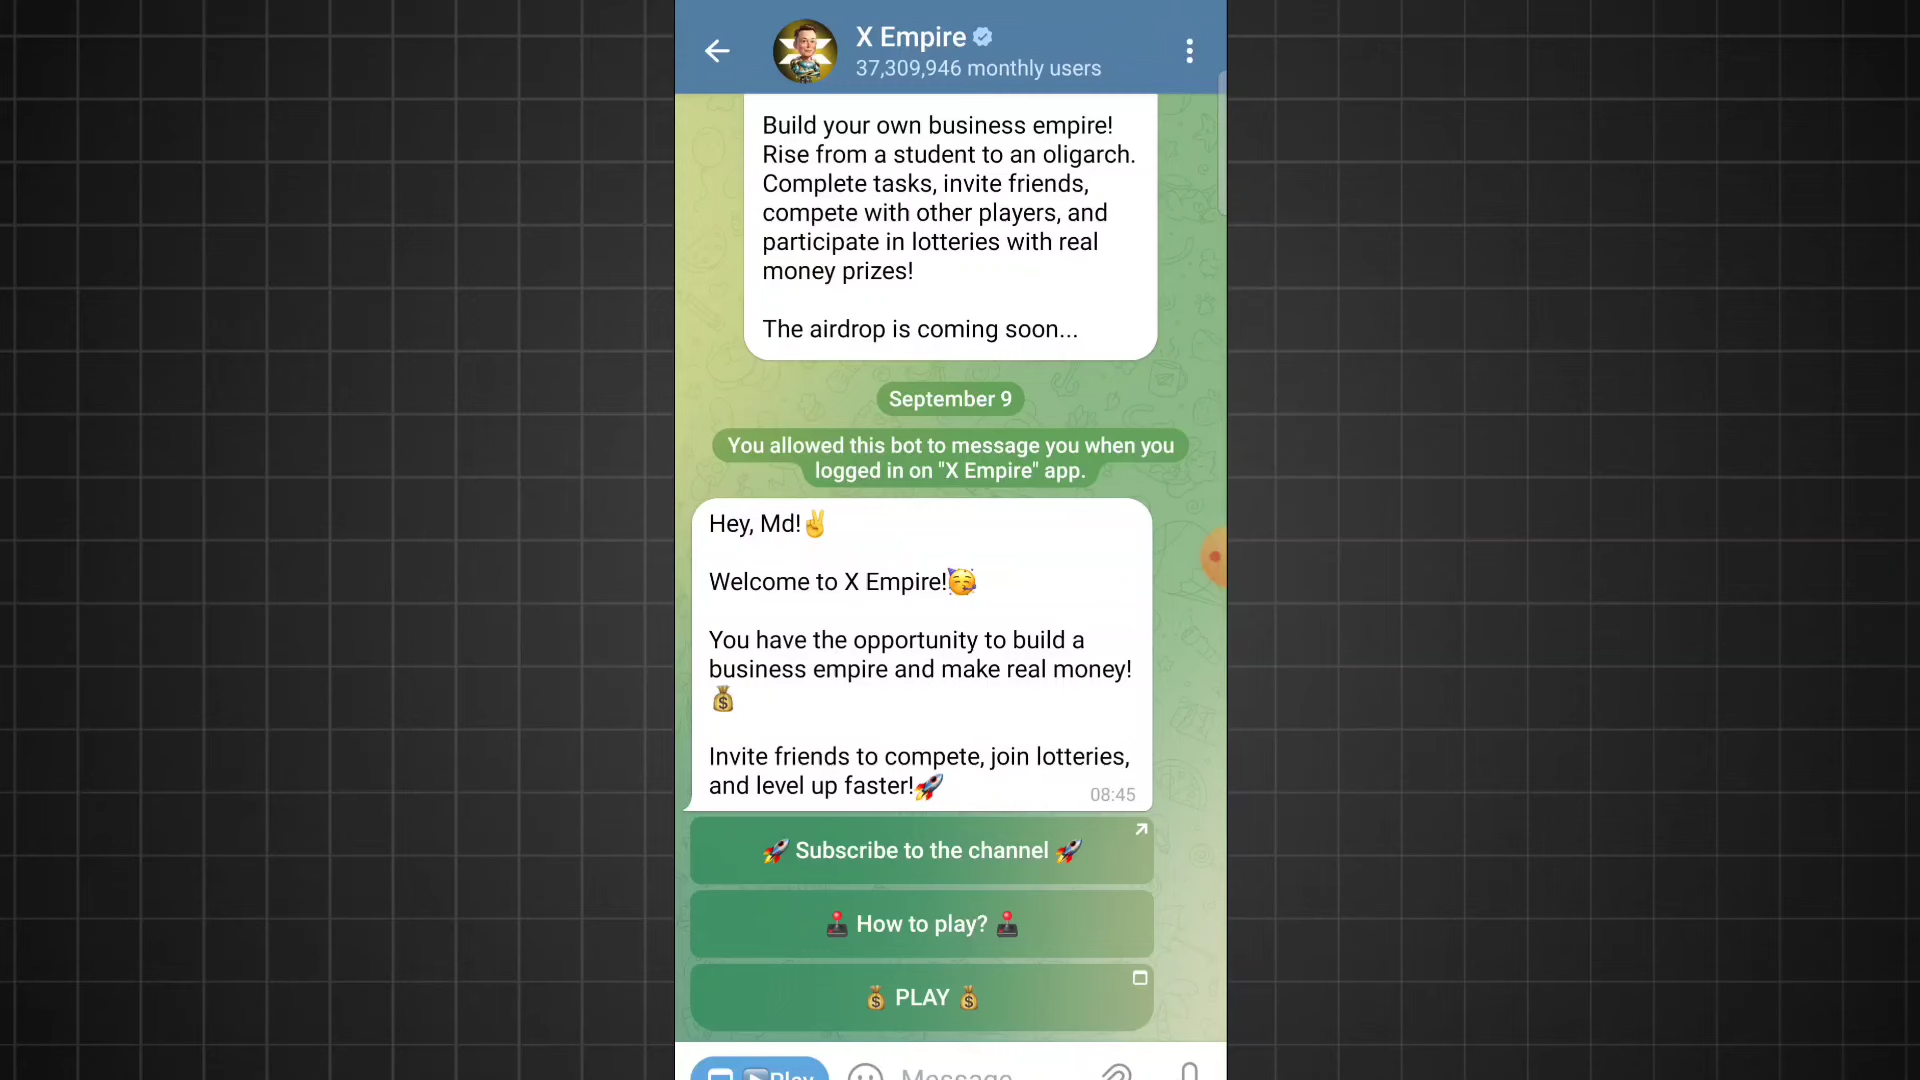 X Empire
37,309,946 monthly users
Build your own business empire!
Rise from a student to an oligarch.
Complete tasks, invite friends,
compete with other players, and
participate in lotteries with real
money prizes!
The airdrop is coming soon...
September 9
You allowed this bot to message you when you
logged in on "X Empire" app.
Hey, Md!✌️
Welcome to X Empire!🥳
You have the opportunity to build a
business empire and make real money!
💰
Invite friends to compete, join lotteries,
and level up faster!🚀
08:45
🚀 Subscribe to the channel 🚀
🕹️ How to play? 🕹️
💰 PLAY 💰
▶️Play
Message